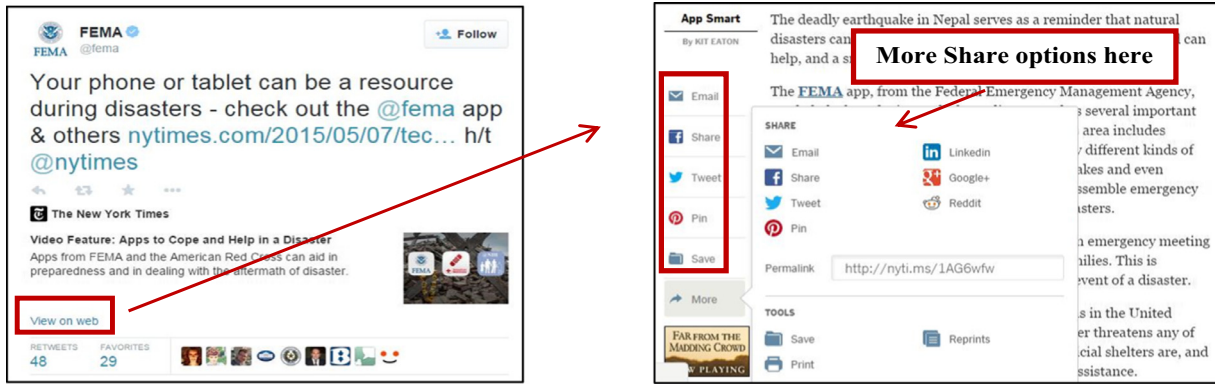 FEMA
@fema
FEMA
Follow
Your phone or tablet can be a resource
during disasters - check out the @fema app
& others nytimes.com/2015/05/07/tec... h/t
@nytimes
The New York Times
Video Feature: Apps to Cope and Help in a Disaster
Apps from FEMA and the American Red Cross can aid in
preparedness and in dealing with the aftermath of disaster.
FEMA
View on web
RETWEETS FAVORITES
48 29
App Smart
By KIT EATON
The deadly earthquake in Nepal serves as a reminder that natural
disasters can
can
help, and a
More Share options here
The FEMA app, from the Federal Emergency Management Agency,
several important
area includes
different kinds of
akes and even
ssemble emergency
sters.
emergency meeting
milies. This is
event of a disaster.
s in the United
er threatens any of
cial shelters are, and
ssistance.
Email
Share
Tweet
Pin
Save
More
SHARE
Email Linkedin
Share Google+
Tweet Reddit
Pin
Permalink http://nyti.ms/1AG6wfw
TOOLS
Save Reprints
Print
FAR FROM THE
MADDING CROWD
PLAYING